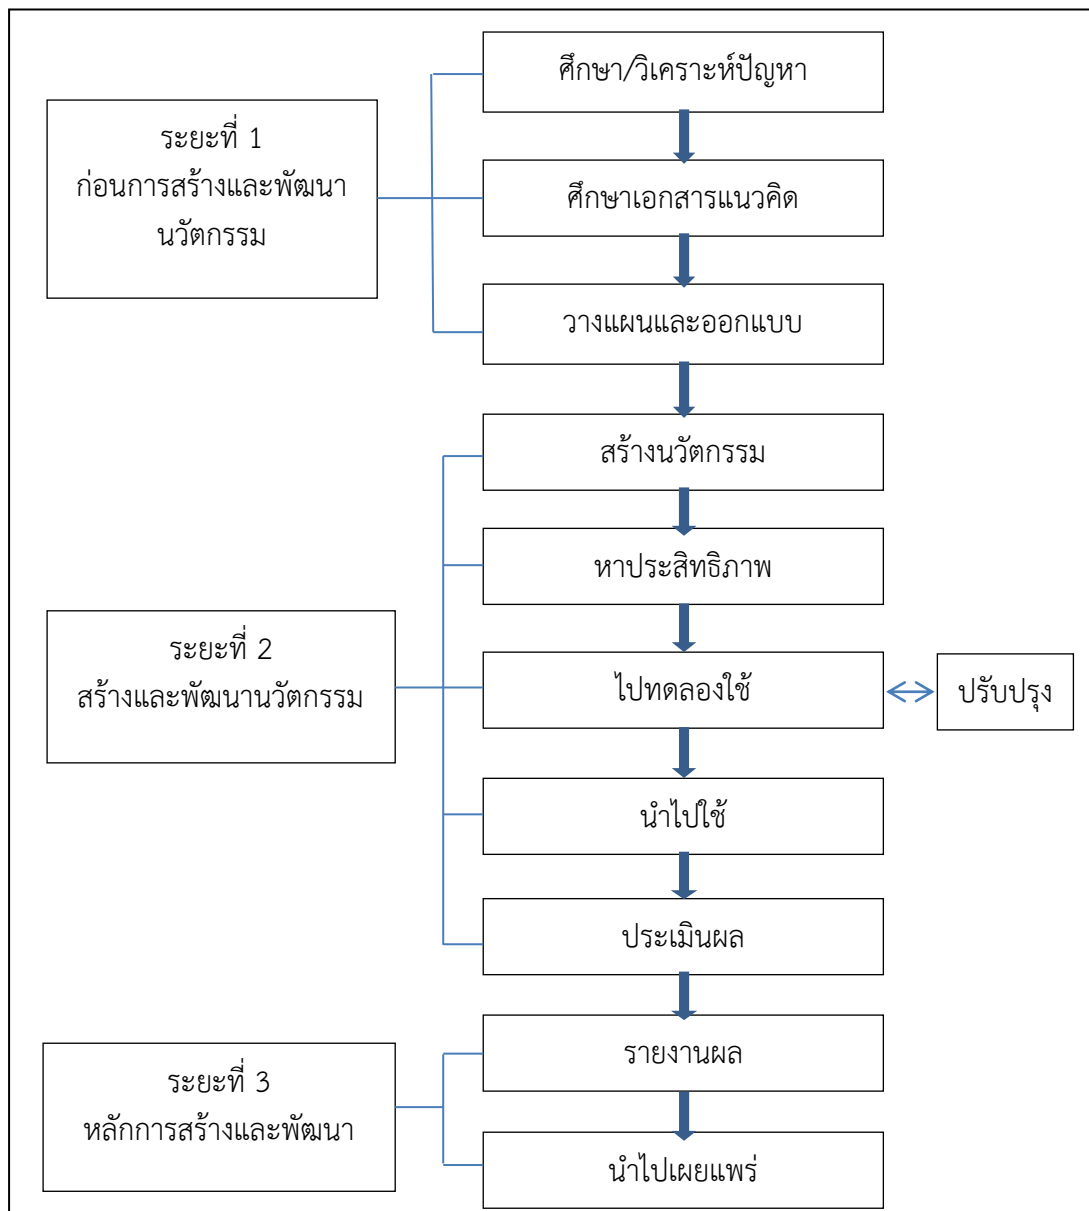 ศึกษา/วิเคราะห์ปัญหา
ระยะที่ 1
ก่อนการสร้างและพัฒนา
นวัตกรรม
ศึกษาเอกสารแนวคิด
วางแผนและออกแบบ
สร้างนวัตกรรม
หาประสิทธิภาพ
ระยะที่ 2
สร้างและพัฒนานวัตกรรม
ไปทดลองใช้
ปรับปรุง
นำไปใช้
ประเมินผล
รายงานผล
ระยะที่ 3
หลักการสร้างและพัฒนา
นำไปเผยแพร่